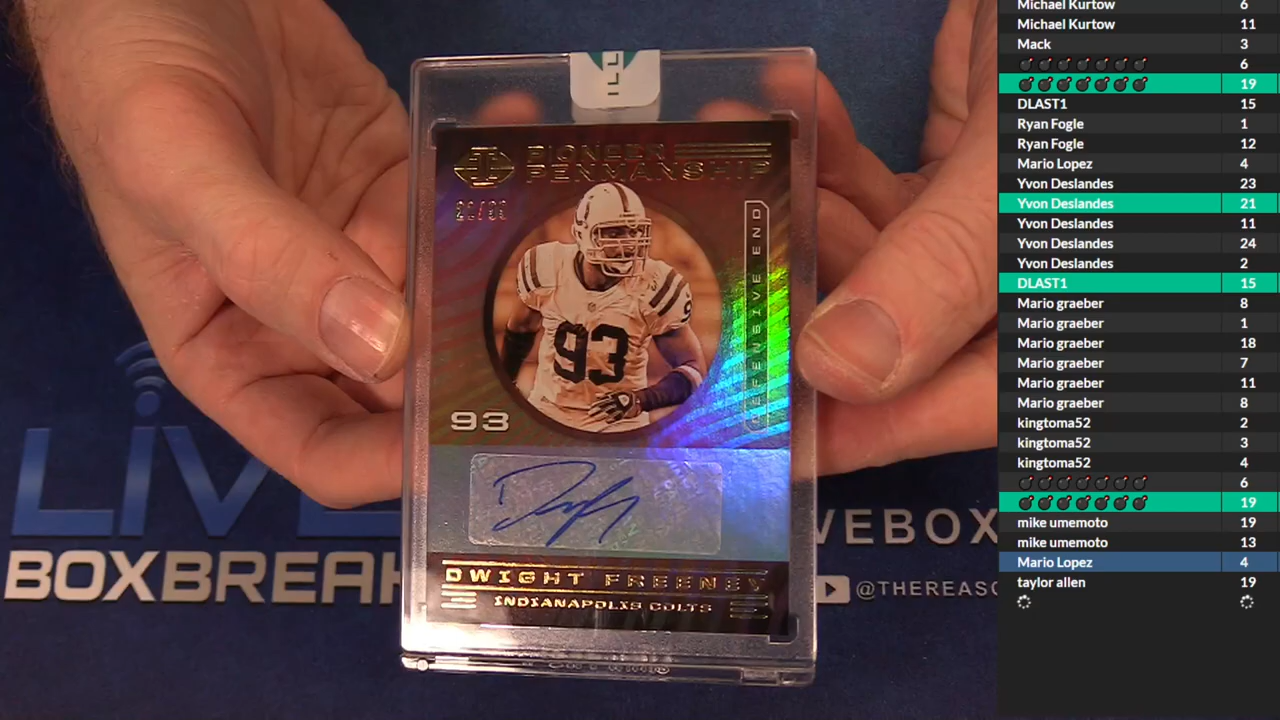 ILL
PIONEER
PENMANSHIP
DEFENSIVE END
93
93
DWIGHT FREENEY
INDIANAPOLIS COLTS
LIVE
BOXBREAK
VEBOX
@THEREASO
Michael Kurtow 6
Michael Kurtow 11
Mack 3
6
19
DLAST1 15
Ryan Fogle 1
Ryan Fogle 12
Mario Lopez 4
Yvon Deslandes 23
Yvon Deslandes 21
Yvon Deslandes 11
Yvon Deslandes 24
Yvon Deslandes 2
DLAST1 15
Mario graeber 8
Mario graeber 1
Mario graeber 18
Mario graeber 7
Mario graeber 11
Mario graeber 8
kingtoma52 2
kingtoma52 3
kingtoma52 4
6
19
mike umemoto 19
mike umemoto 13
Mario Lopez 4
taylor allen 19